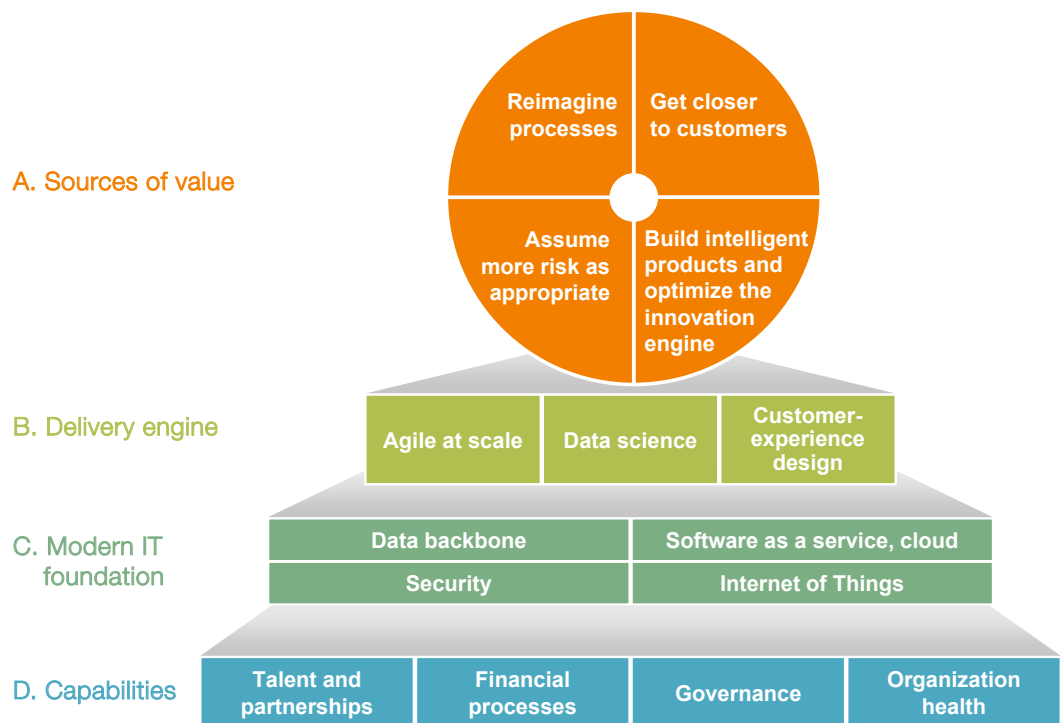 A. Sources of value
Reimagine
processes
Get closer
to customers
Assume
more risk as
appropriate
Build intelligent
products and
optimize the
innovation
engine
B. Delivery engine
Agile at scale
Data science
Customer-
experience
design
C. Modern IT
foundation
Data backbone
Software as a service, cloud
Security
Internet of Things
D. Capabilities
Talent and
partnerships
Financial
processes
Governance
Organization
health